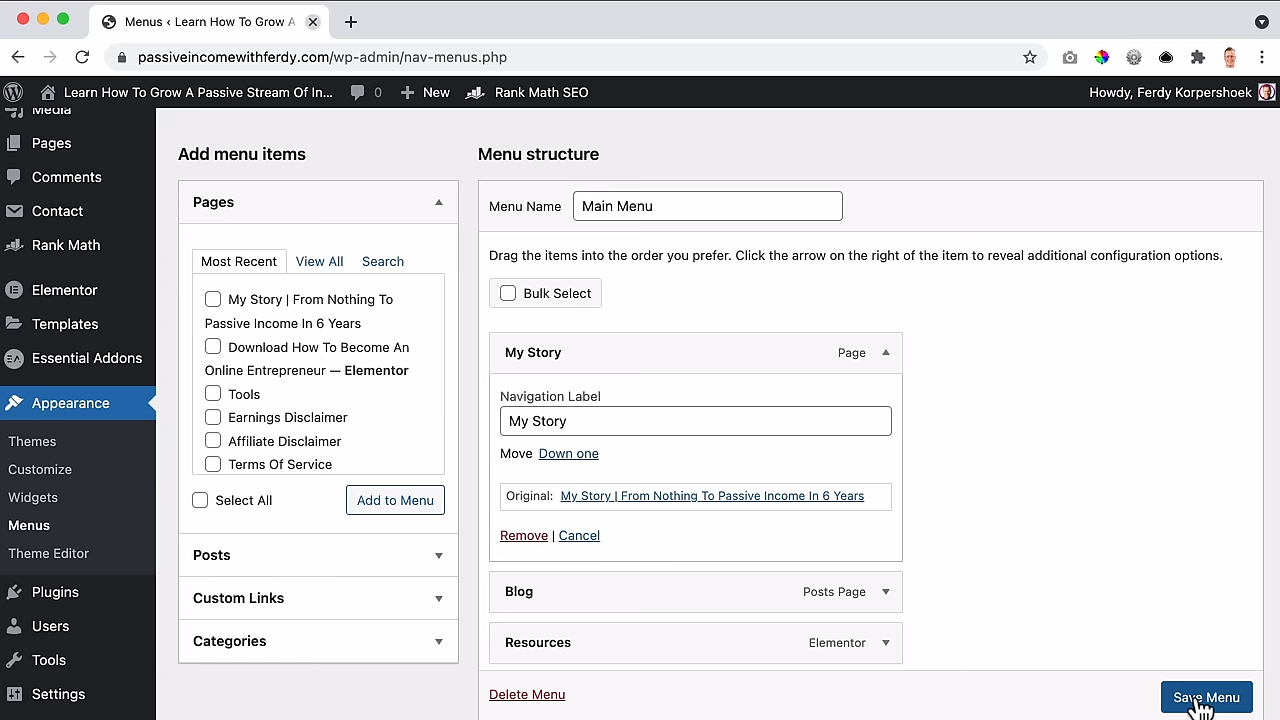 Menus ‹ Learn How To Grow A
passiveincomewithferdy.com/wp-admin/nav-menus.php
Learn How To Grow A Passive Stream Of In... 0 New Rank Math SEO Howdy, Ferdy Korpershoek
Media
Pages
Comments
Contact
Rank Math
Elementor
Templates
Essential Addons
Appearance
Themes
Customize
Widgets
Menus
Theme Editor
Plugins
Users
Tools
Settings
Add menu items
Pages
Most Recent View All Search
My Story | From Nothing To
Passive Income In 6 Years
Download How To Become An
Online Entrepreneur — Elementor
Tools
Earnings Disclaimer
Affiliate Disclaimer
Terms Of Service
Select All Add to Menu
Posts
Custom Links
Categories
Menu structure
Menu Name Main Menu
Drag the items into the order you prefer. Click the arrow on the right of the item to reveal additional configuration options.
Bulk Select
My Story Page
Navigation Label
My Story
Move Down one
Original: My Story | From Nothing To Passive Income In 6 Years
Remove | Cancel
Blog Posts Page
Resources Elementor
Delete Menu Save Menu